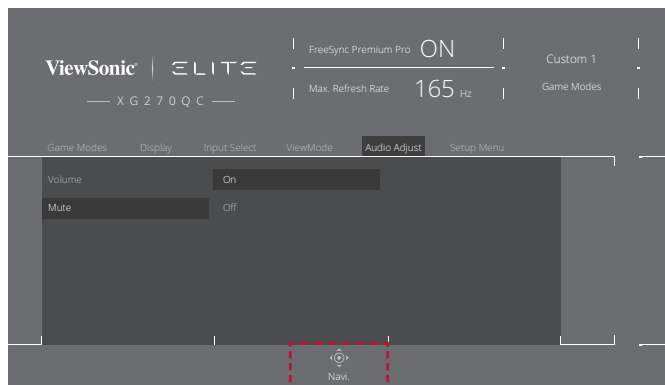 FreeSync Premium Pro ON
ViewSonic® ELITE
Custom 1
Max. Refresh Rate 165 Hz
Game Modes
XG270QC
Game Modes Display Input Select ViewMode Audio Adjust Setup Menu
Volume On
Mute Off
Navi.